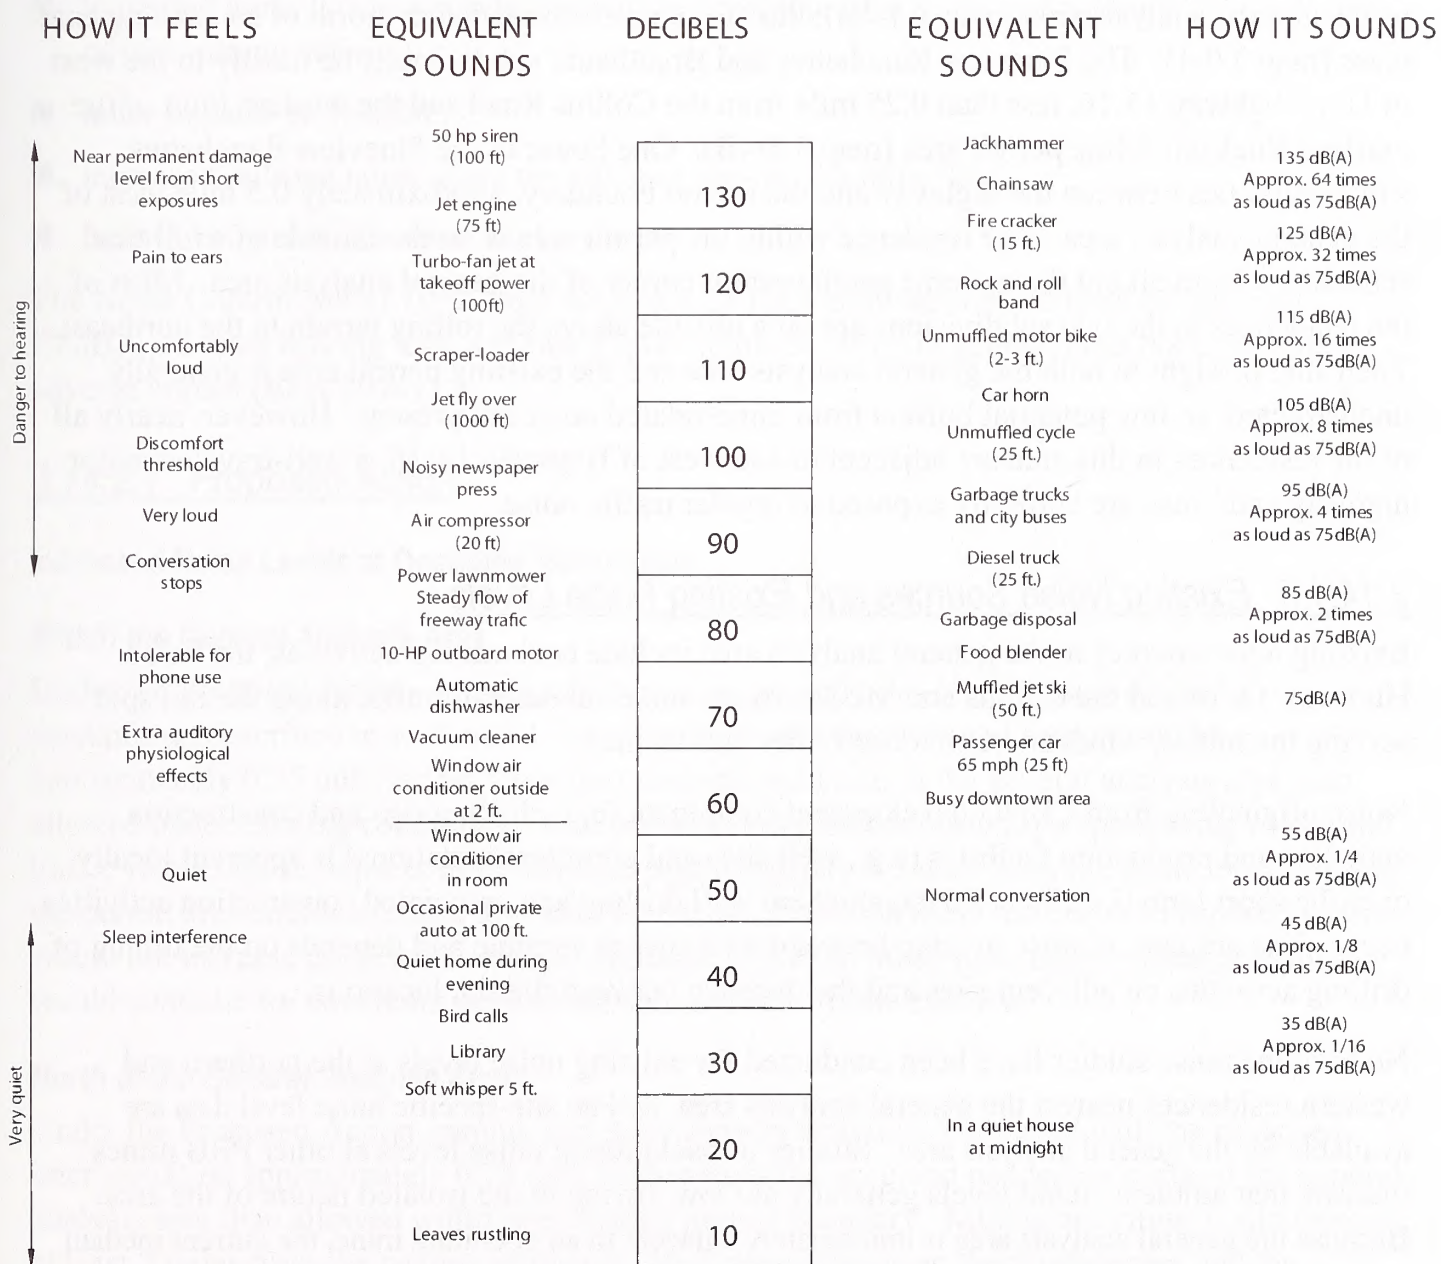 HOW IT FEELS
EQUIVALENT
SOUNDS
DECIBELS
EQUIVALENT
SOUNDS
HOW IT SOUNDS
Danger to hearing
Very quiet
Near permanent damage
level from short
exposures
Pain to ears
Uncomfortably
loud
Discomfort
threshold
Very loud
Conversation
stops
Intolerable for
phone use
Extra auditory
physiological
effects
Quiet
Sleep interference
50 hp siren
(100 ft)
Jet engine
(75 ft)
Turbo-fan jet at
takeoff power
(100ft)
Scraper-loader
Jet fly over
(1000 ft)
Noisy newspaper
press
Air compressor
(20 ft)
Power lawnmower
Steady flow of
freeway trafic
10-HP outboard motor
Automatic
dishwasher
Vacuum cleaner
Window air
conditioner outside
at 2 ft.
Window air
conditioner
in room
Occasional private
auto at 100 ft.
Quiet home during
evening
Bird calls
Library
Soft whisper 5 ft.
Leaves rustling
130
120
110
100
90
80
70
60
50
40
30
20
10
Jackhammer
Chainsaw
Fire cracker
(15 ft.)
Rock and roll
band
Unmuffled motor bike
(2-3 ft.)
Car horn
Unmuffled cycle
(25 ft.)
Garbage trucks
and city buses
Diesel truck
(25 ft.)
Garbage disposal
Food blender
Muffled jet ski
(50 ft.)
Passenger car
65 mph (25 ft)
Busy downtown area
Normal conversation
In a quiet house
at midnight
135 dB(A)
Approx. 64 times
as loud as 75dB(A)
125 dB(A)
Approx. 32 times
as loud as 75dB(A)
115 dB(A)
Approx. 16 times
as loud as 75dB(A)
105 dB(A)
Approx. 8 times
as loud as 75dB(A)
95 dB(A)
Approx. 4 times
as loud as 75dB(A)
85 dB(A)
Approx. 2 times
as loud as 75dB(A)
75dB(A)
55 dB(A)
Approx. 1/4
as loud as 75dB(A)
45 dB(A)
Approx. 1/8
as loud as 75dB(A)
35 dB(A)
Approx. 1/16
as loud as 75dB(A)